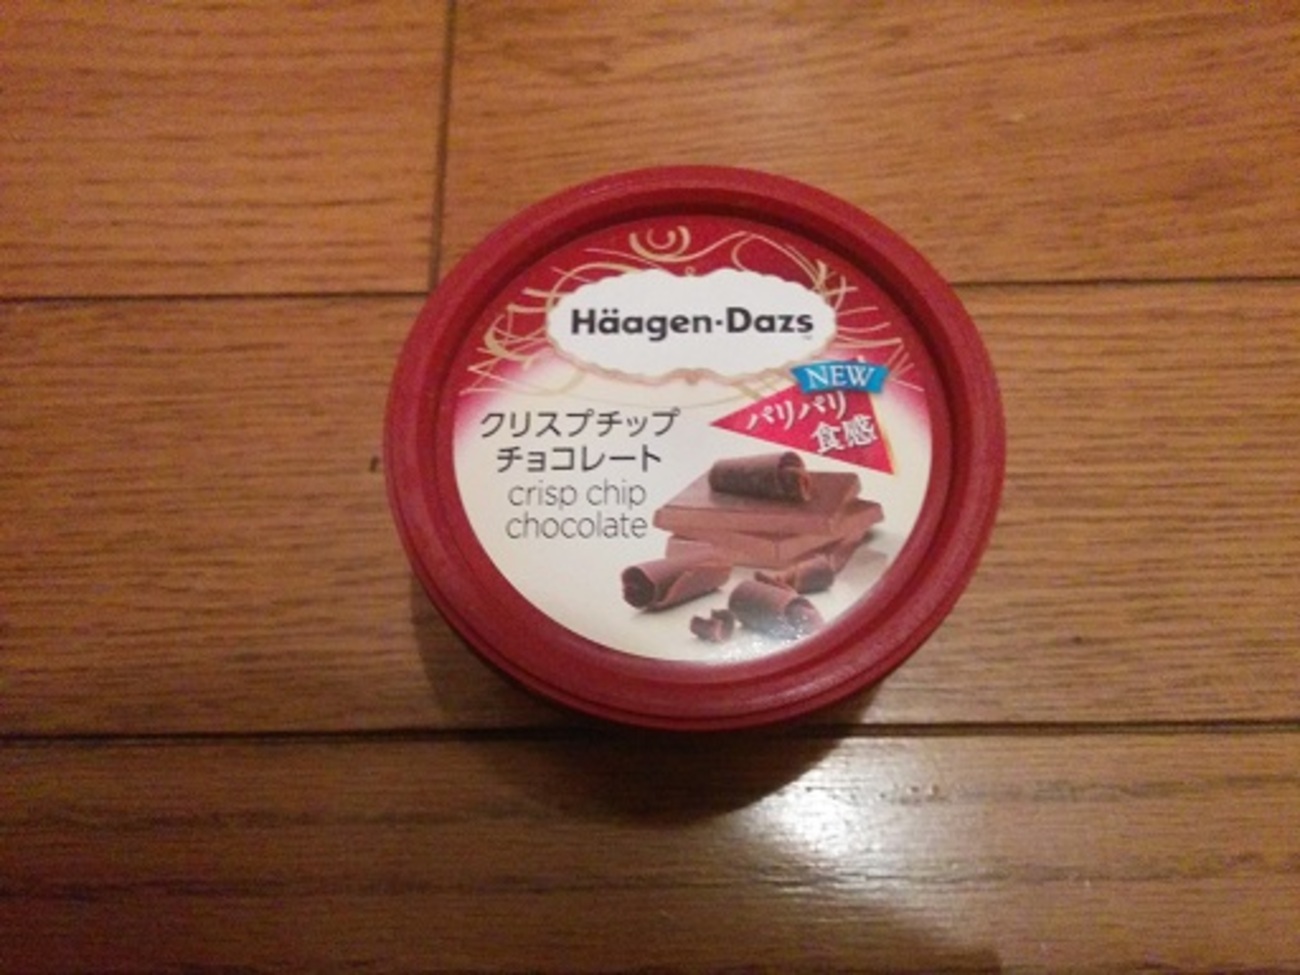 Häagen-Dazs
NEW
パリパリ
食感
クリスプチップ
チョコレート
crisp chip
chocolate